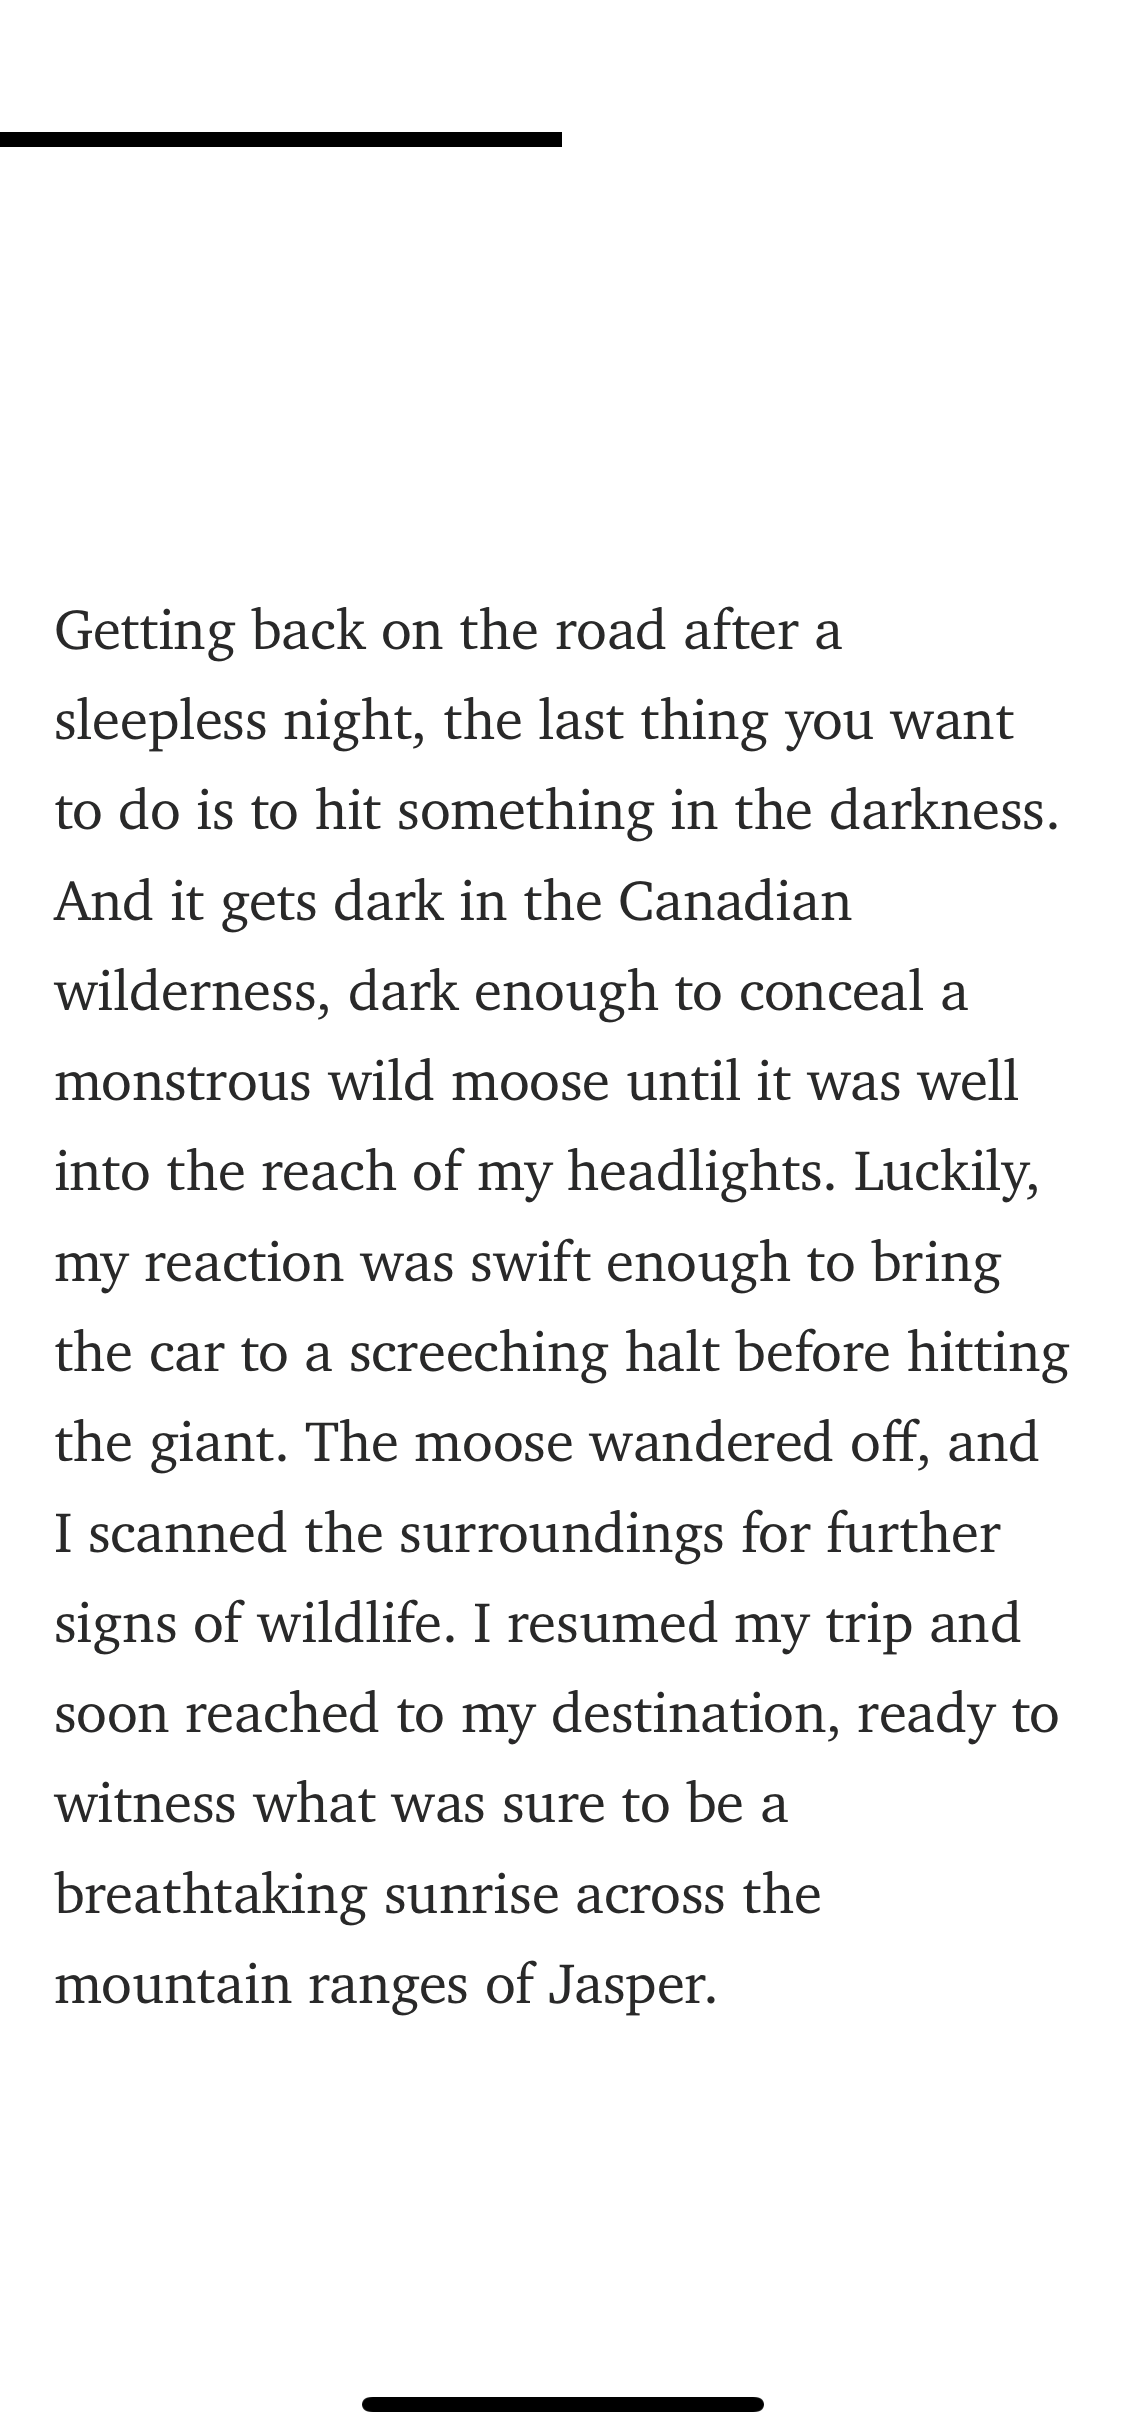 Getting back on the road after a
sleepless night, the last thing you want
to do is to hit something in the darkness.
And it gets dark in the Canadian
wilderness, dark enough to conceal a
monstrous wild moose until it was well
into the reach of my headlights. Luckily,
my reaction was swift enough to bring
the car to a screeching halt before hitting
the giant. The moose wandered off, and
I scanned the surroundings for further
signs of wildlife. I resumed my trip and
soon reached to my destination, ready to
witness what was sure to be a
breathtaking sunrise across the
mountain ranges of Jasper.